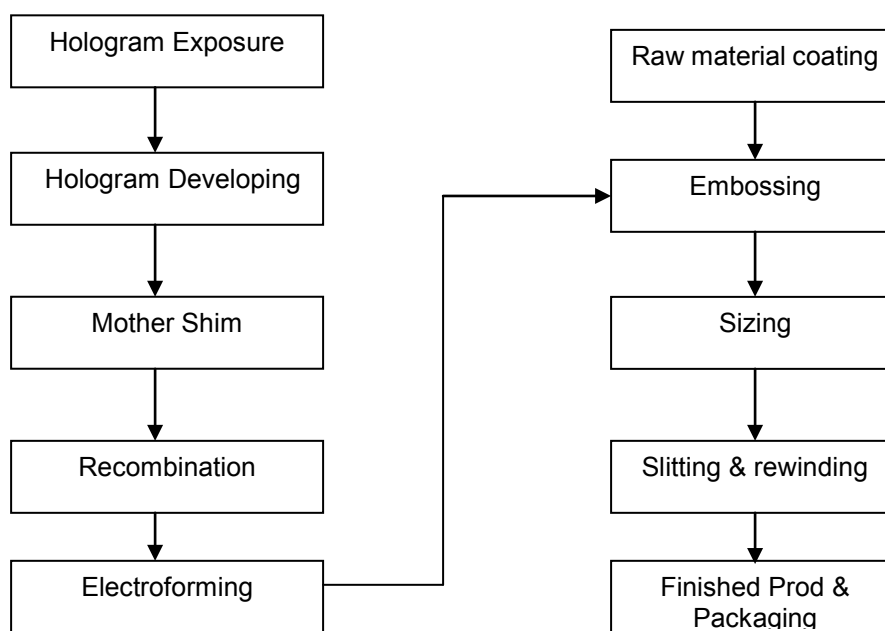 Hologram Exposure
Hologram Developing
Mother Shim
Recombination
Electroforming
Raw material coating
Embossing
Sizing
Slitting & rewinding
Finished Prod &
Packaging